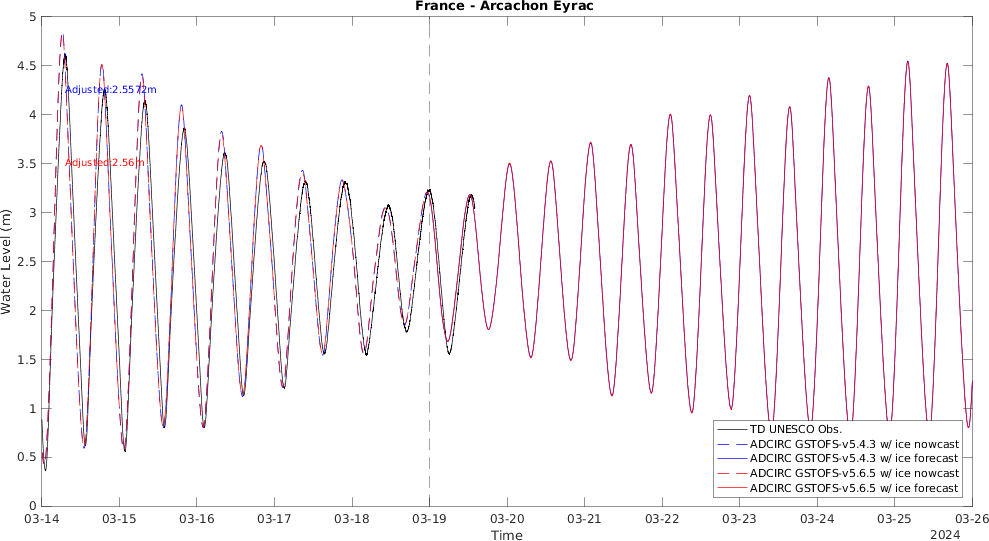 France - Arcachon Eyrac
5
4.5
4
3.5
3
2.5
2
1.5
1
0.5
0
Water Level (m)
Adjusted:2.5572m
Adjusted:2.561m
TD UNESCO Obs.
ADCIRC GSTOFS-v5.4.3 w/ ice nowcast
ADCIRC GSTOFS-v5.4.3 w/ ice forecast
ADCIRC GSTOFS-v5.6.5 w/ ice nowcast
ADCIRC GSTOFS-v5.6.5 w/ ice forecast
03-14 03-15 03-16 03-17 03-18 03-19 03-20 03-21 03-22 03-23 03-24 03-25 03-26
Time
2024